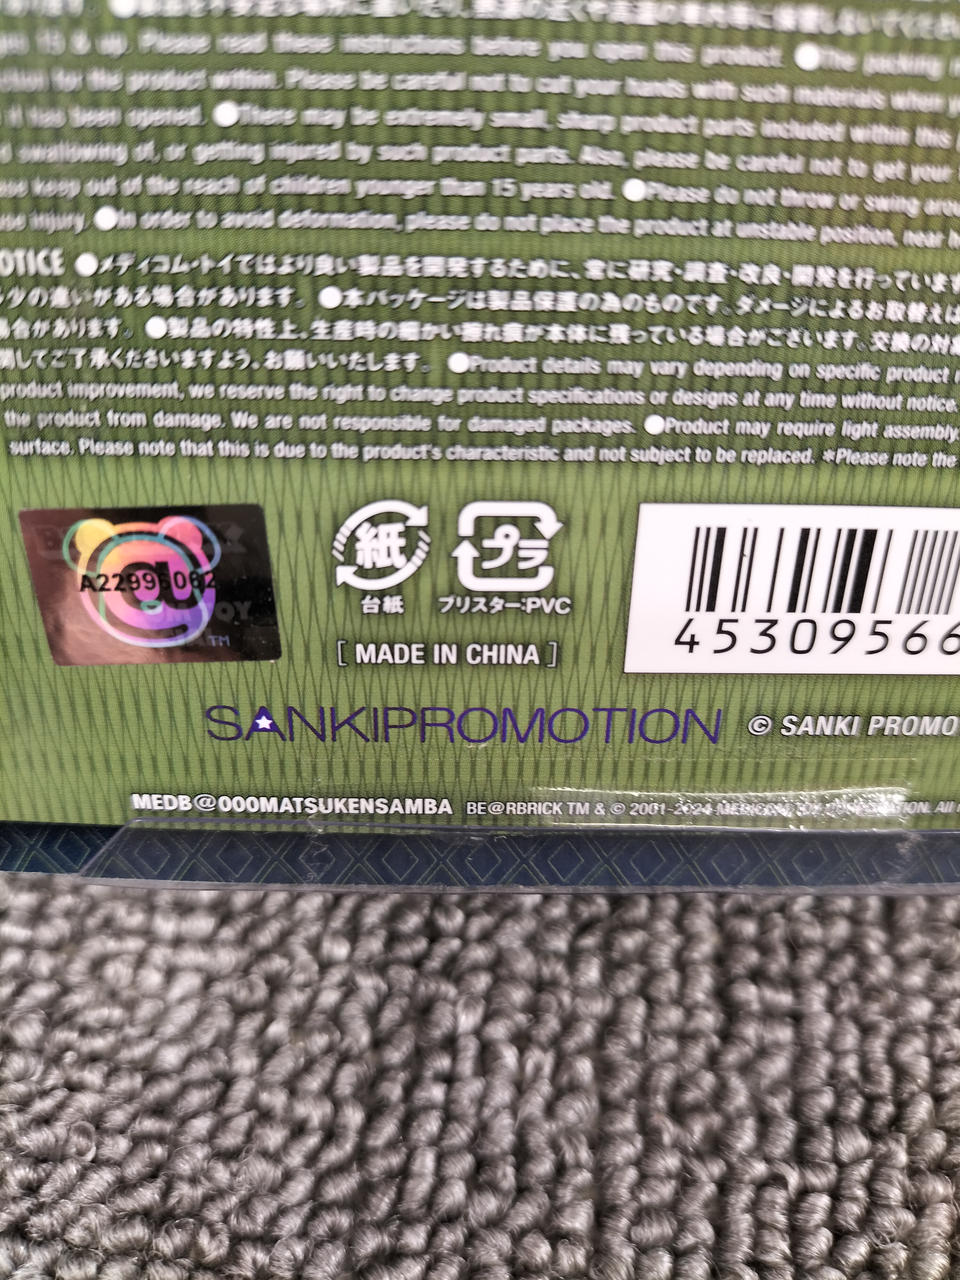 13 & up. Please read these instructions before you open this product. ●The packing
for the product within. Please be careful not to cut your hands with such materials when
it has been opened. ●There may be extremely small, sharp product parts included within this
swallowing of, or getting injured by such product parts. Also, please be careful not to get your
keep out of the reach of children younger than 15 years old. ●Please do not throw or swing
injury. ●In order to avoid deformation, please do not place the product at unstable position, near
OTICE ●メディコム・トイではより良い製品を開発するために、常に研究・調査・改良・開発を行っています
少の違いがある場合があります。 ●本パッケージは製品保護の為のものです。ダメージによるお取替えは
場合があります。 ●製品の特性上、生産時の細かい擦れ痕が本体に残っている場合がございます。交換の対象
してご了承くださいますよう、お願いいたします。 ●Product details may vary depending on specific product
product improvement, we reserve the right to change product specifications or designs at any time without notice.
the product from damage. We are not responsible for damaged packages. ●Product may require light assembly.
surface. Please note that this is due to the product's characteristic and not subject to be replaced. ＊Please note the
紙
プラ
台紙
ブリスター:PVC
[ MADE IN CHINA ]
45309566
SANKIPROMOTION © SANKI PROMO
MEDB@000MATSUKENSAMBA BE@RBRICK TM & © 2001-2024 MEDICOM TOY CORPORATION. All